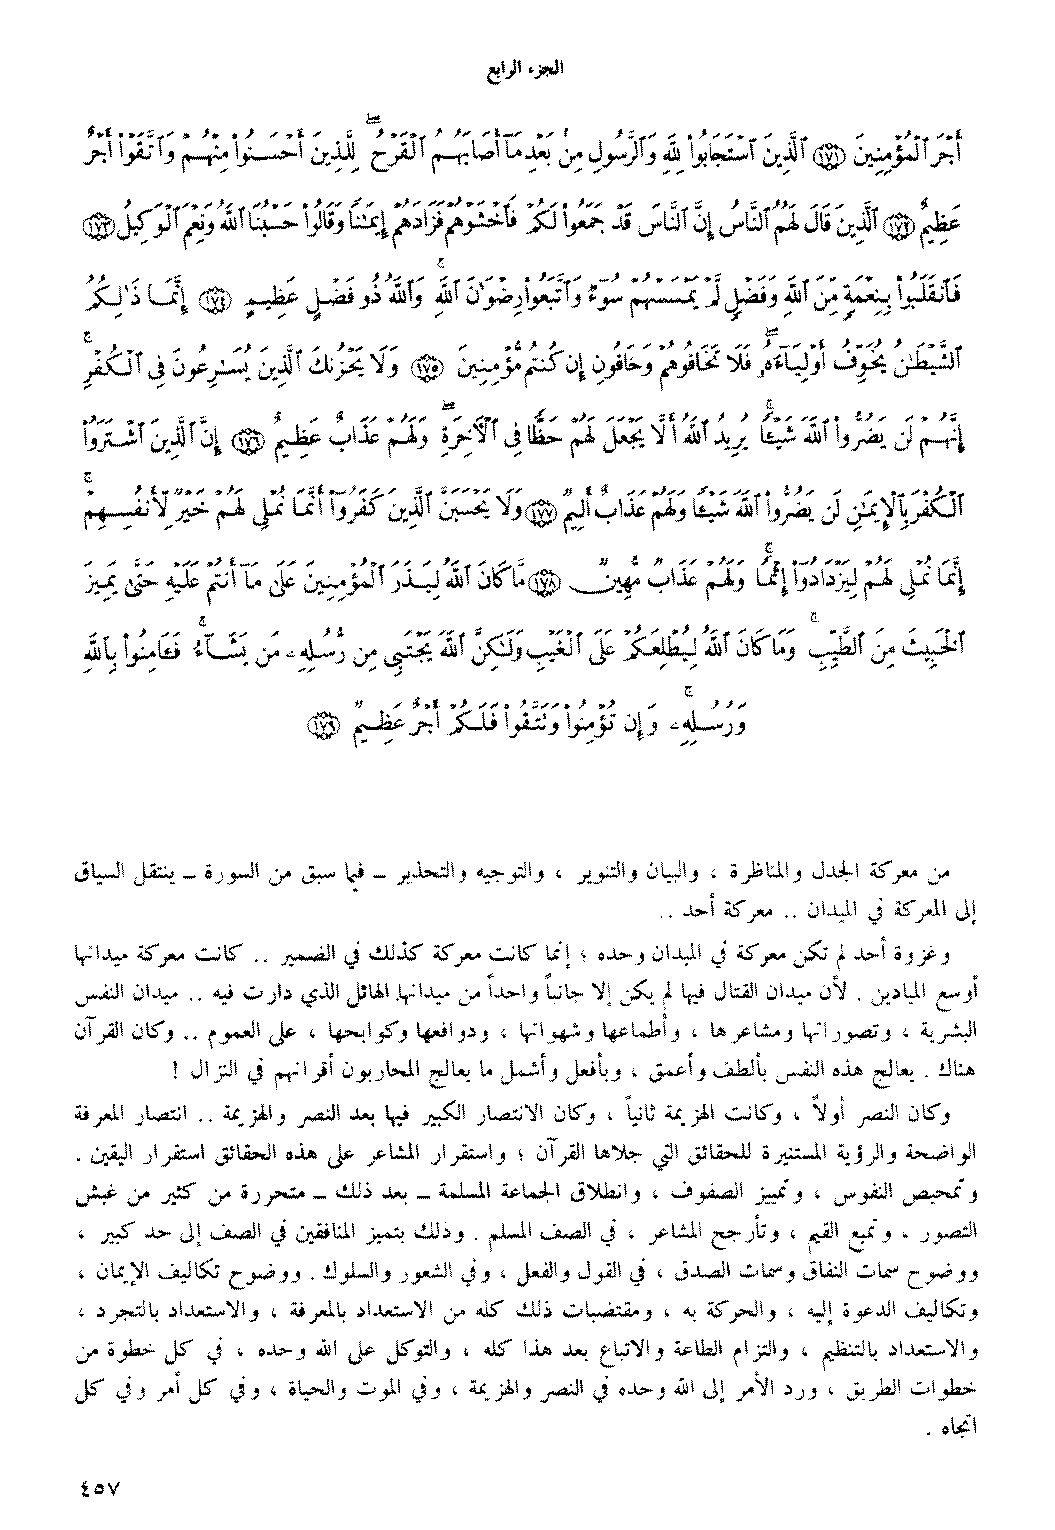 الجزء الرابع
أَجْرَ ٱلْمُؤْمِنِينَ ١٧١ ٱلَّذِينَ ٱسْتَجَابُوا۟ لِلَّهِ وَٱلرَّسُولِ مِنۢ بَعْدِ مَآ أَصَابَهُمُ ٱلْقَرْحُ ۚ لِلَّذِينَ أَحْسَنُوا۟ مِنْهُمْ وَٱتَّقَوْا۟ أَجْرٌ
عَظِيمٌ ١٧٢ ٱلَّذِينَ قَالَ لَهُمُ ٱلنَّاسُ إِنَّ ٱلنَّاسَ قَدْ جَمَعُوا۟ لَكُمْ فَٱخْشَوْهُمْ فَزَادَهُمْ إِيمَٰنًا وَقَالُوا۟ حَسْبُنَا ٱللَّهُ وَنِعْمَ ٱلْوَكِيلُ ١٧٣
فَٱنقَلَبُوا۟ بِنِعْمَةٍ مِّنَ ٱللَّهِ وَفَضْلٍ لَّمْ يَمْسَسْهُمْ سُوٓءٌ وَٱتَّبَعُوا۟ رِضْوَٰنَ ٱللَّهِ ۗ وَٱللَّهُ ذُو فَضْلٍ عَظِيمٍ ١٧٤ إِنَّمَا ذَٰلِكُمُ
ٱلشَّيْطَٰنُ يُخَوِّفُ أَوْلِيَآءَهُۥ فَلَا تَخَافُوهُمْ وَخَافُونِ إِن كُنتُم مُّؤْمِنِينَ ١٧٥ وَلَا يَحْزُنكَ ٱلَّذِينَ يُسَٰرِعُونَ فِى ٱلْكُفْرِ ۚ
إِنَّهُمْ لَن يَضُرُّوا۟ ٱللَّهَ شَيْـًٔا ۗ يُرِيدُ ٱللَّهُ أَلَّا يَجْعَلَ لَهُمْ حَظًّا فِى ٱلْـَٔاخِرَةِ ۖ وَلَهُمْ عَذَابٌ عَظِيمٌ ١٧٦ إِنَّ ٱلَّذِينَ ٱشْتَرَوُا۟
ٱلْكُفْرَ بِٱلْإِيمَٰنِ لَن يَضُرُّوا۟ ٱللَّهَ شَيْـًٔا وَلَهُمْ عَذَابٌ أَلِيمٌ ١٧٧ وَلَا يَحْسَبَنَّ ٱلَّذِينَ كَفَرُوٓا۟ أَنَّمَا نُمْلِى لَهُمْ خَيْرٌ لِّأَنفُسِهِمْ ۚ
إِنَّمَا نُمْلِى لَهُمْ لِيَزْدَادُوٓا۟ إِثْمًا ۚ وَلَهُمْ عَذَابٌ مُّهِينٌ ١٧٨ مَّا كَانَ ٱللَّهُ لِيَذَرَ ٱلْمُؤْمِنِينَ عَلَىٰ مَآ أَنتُمْ عَلَيْهِ حَتَّىٰ يَمِيزَ
ٱلْخَبِيثَ مِنَ ٱلطَّيِّبِ ۗ وَمَا كَانَ ٱللَّهُ لِيُطْلِعَكُمْ عَلَى ٱلْغَيْبِ وَلَٰكِنَّ ٱللَّهَ يَجْتَبِى مِن رُّسُلِهِۦ مَن يَشَآءُ ۖ فَـَٔامِنُوا۟ بِٱللَّهِ
وَرُسُلِهِۦ ۚ وَإِن تُؤْمِنُوا۟ وَتَتَّقُوا۟ فَلَكُمْ أَجْرٌ عَظِيمٌ ١٧٩
من معركة الجدل والمناظرة ، والبيان والتنوير ، والتوجيه والتحذير – فيما سبق من السورة – ينتقل السياق
إلى المعركة في الميدان .. معركة أحد ..
وغزوة أحد لم تكن معركة في الميدان وحده ؛ إنما كانت معركة كذلك في الضمير .. كانت معركة ميدانها
أوسع الميادين . لأن ميدان القتال فيها لم يكن إلا جانباً واحداً من ميدانها الهائل الذي دارت فيه .. ميدان النفس
البشرية ، وتصوراتها ومشاعرها ، وأطماعها وشهواتها ، ودوافعها وكوابحها ، على العموم .. وكان القرآن
هناك . يعالج هذه النفس بألطف وأعمق ، وبأفعل وأشمل ما يعالج المحاربون أقرانهم في النزال !
وكان النصر أولاً ، وكانت الهزيمة ثانياً ، وكان الانتصار الكبير فيها بعد النصر والهزيمة .. انتصار المعرفة
الواضحة والرؤية المستنيرة للحقائق التي جلاها القرآن ؛ واستقرار المشاعر على هذه الحقائق استقرار اليقين .
وتمحيص النفوس ، وتمييز الصفوف ، وانطلاق الجماعة المسلمة – بعد ذلك – متحررة من كثير من غبش
التصور ، وتميع القيم ، وتأرجح المشاعر ، في الصف المسلم . وذلك بتميز المنافقين في الصف إلى حد كبير ،
ووضوح سمات النفاق وسمات الصدق ، في القول والفعل ، وفي الشعور والسلوك . ووضوح تكاليف الإيمان ،
وتكاليف الدعوة إليه ، والحركة به ، ومقتضيات ذلك كله من الاستعداد بالمعرفة ، والاستعداد بالتجرد ،
والاستعداد بالتنظيم ، والتزام الطاعة والاتباع بعد هذا كله ، والتوكل على الله وحده ، في كل خطوة من
خطوات الطريق ، ورد الأمر إلى الله وحده في النصر والهزيمة ، وفي الموت والحياة ، وفي كل أمر وفي كل
اتجاه .
٤٥٧